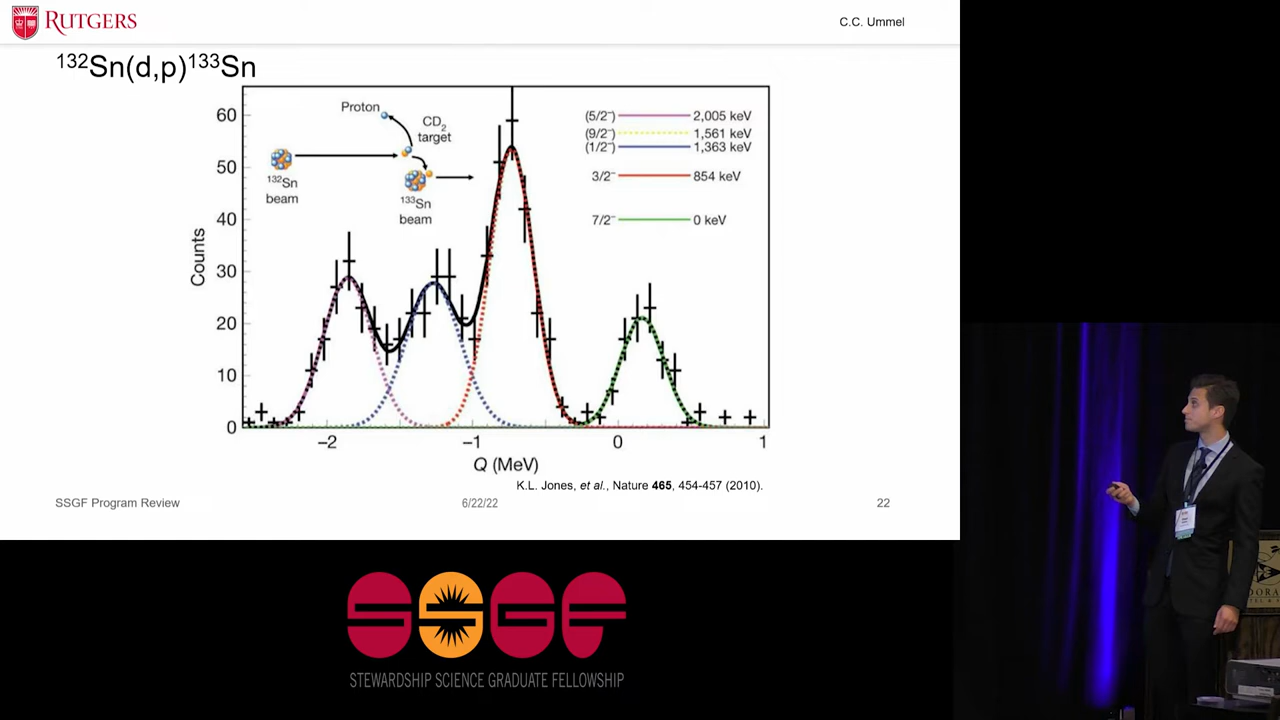 RUTGERS
C.C. Ummel
¹³²Sn(d,p)¹³³Sn
Proton
CD₂
target
¹³²Sn
beam
¹³³Sn
beam
(5/2⁻) 2,005 keV
(9/2⁻) 1,561 keV
(1/2⁻) 1,363 keV
3/2⁻ 854 keV
7/2⁻ 0 keV
Counts
60
50
40
30
20
10
0
−2 −1 0 1
Q (MeV)
K.L. Jones, et al., Nature 465, 454-457 (2010).
SSGF Program Review 6/22/22 22
SSGF
STEWARDSHIP SCIENCE GRADUATE FELLOWSHIP